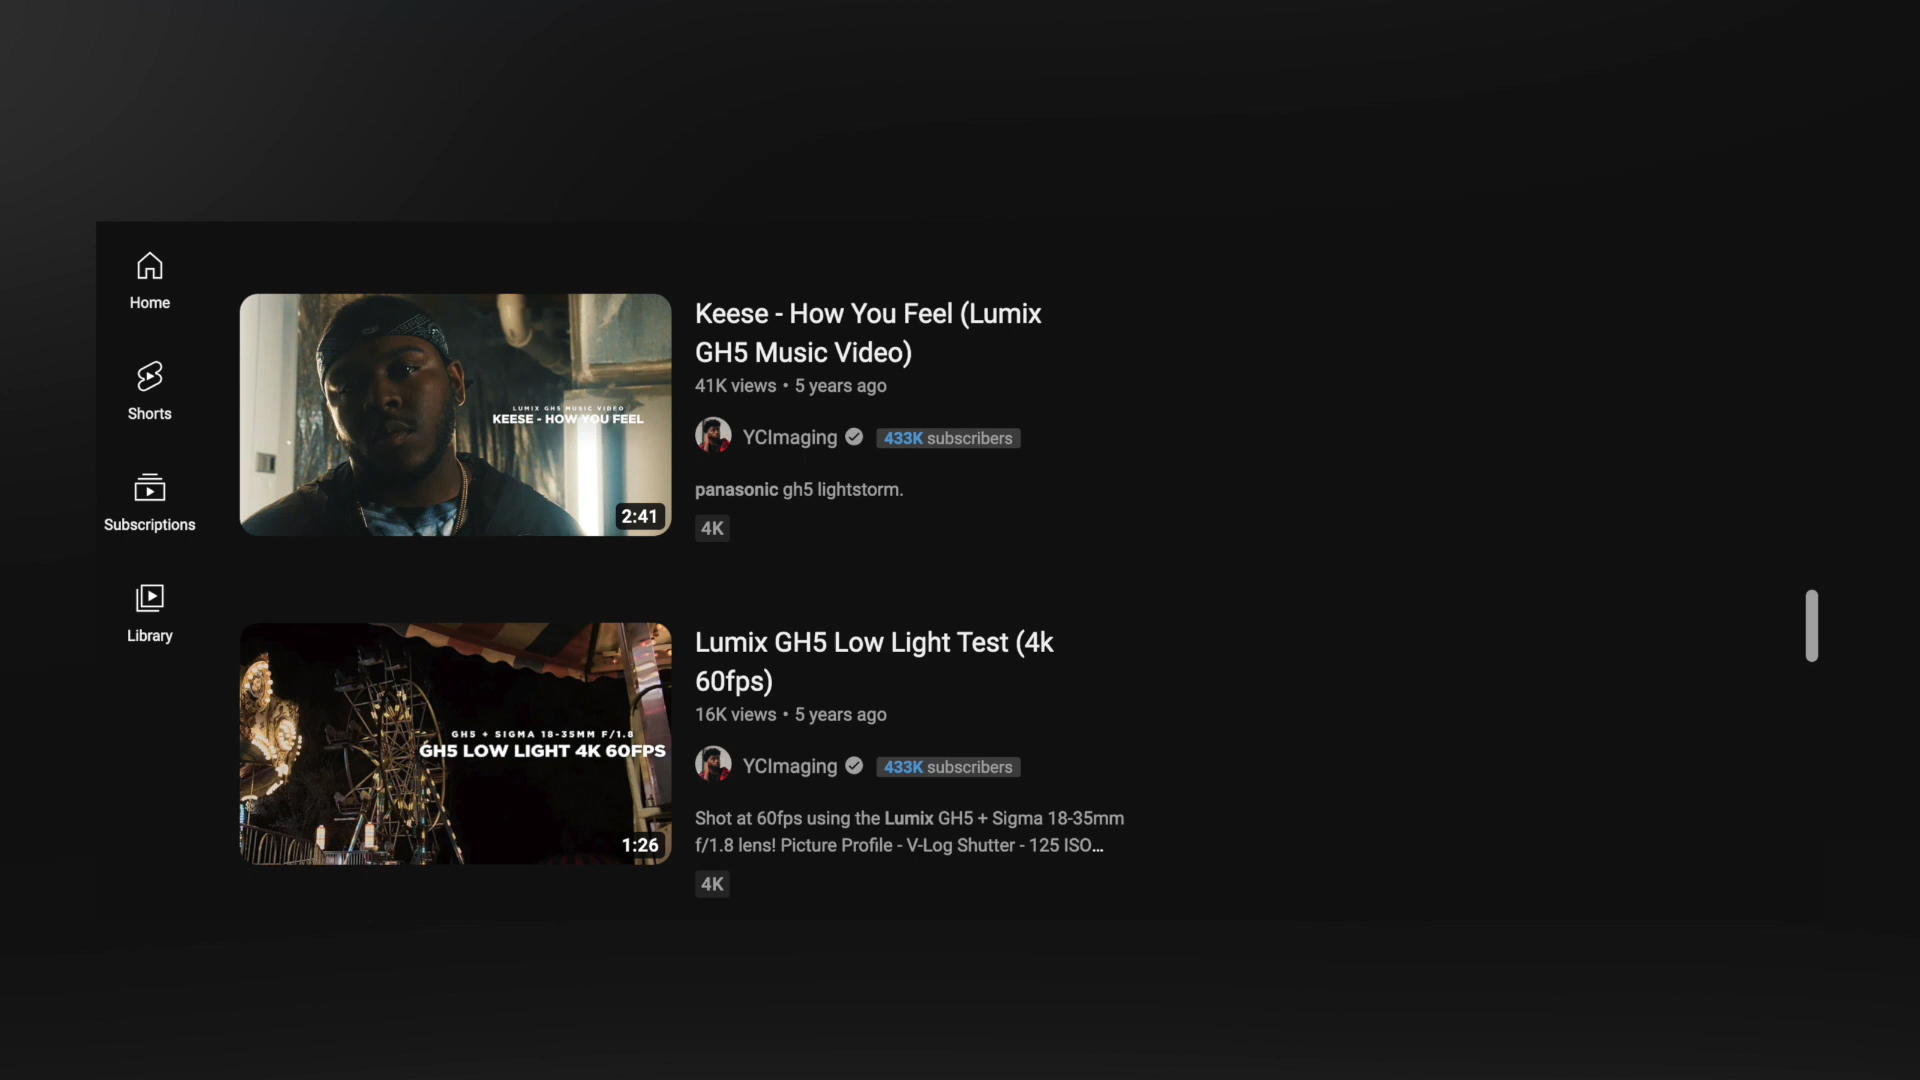 Home
Shorts
Subscriptions
Library
LUMIX GH5 MUSIC VIDEO
KEESE - HOW YOU FEEL
2:41
Keese - How You Feel (Lumix
GH5 Music Video)
41K views • 5 years ago
YCImaging
433K subscribers
panasonic gh5 lightstorm.
4K
GH5 + SIGMA 18-35MM F/1.8
GH5 LOW LIGHT 4K 60FPS
1:26
Lumix GH5 Low Light Test (4k
60fps)
16K views • 5 years ago
YCImaging
433K subscribers
Shot at 60fps using the Lumix GH5 + Sigma 18-35mm
f/1.8 lens! Picture Profile - V-Log Shutter - 125 ISO...
4K